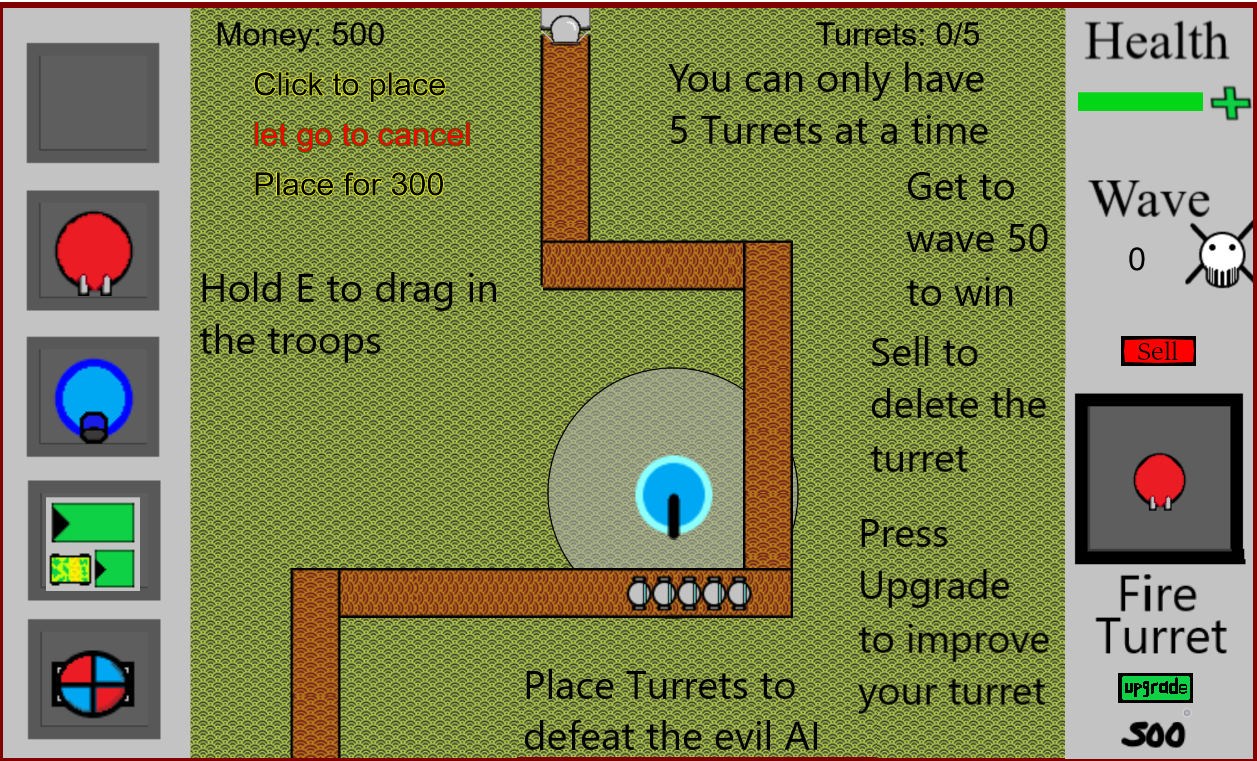 Money: 500
Click to place
let go to cancel
Place for 300
Hold E to drag in
the troops
Turrets: 0/5
You can only have
5 Turrets at a time
Get to
wave 50
to win
Sell to
delete the
turret
Press
Upgrade
to improve
your turret
Place Turrets to
defeat the evil AI
Health
Wave
0
Sell
Fire
Turret
upgrade
500